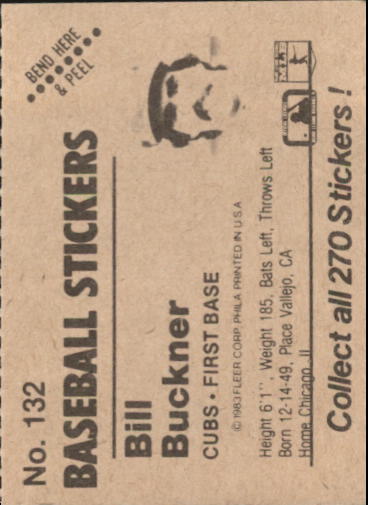 No. 132
BEND HERE
& PEEL
BASEBALL STICKERS
Bill
Buckner
CUBS • FIRST BASE
© 1983 FLEER CORP. PHILA. PRINTED IN U.S.A.
Height 6'1", Weight 185, Bats Left, Throws Left
Born 12-14-49, Place Vallejo, CA
Home Chicago, Il
Collect all 270 Stickers!